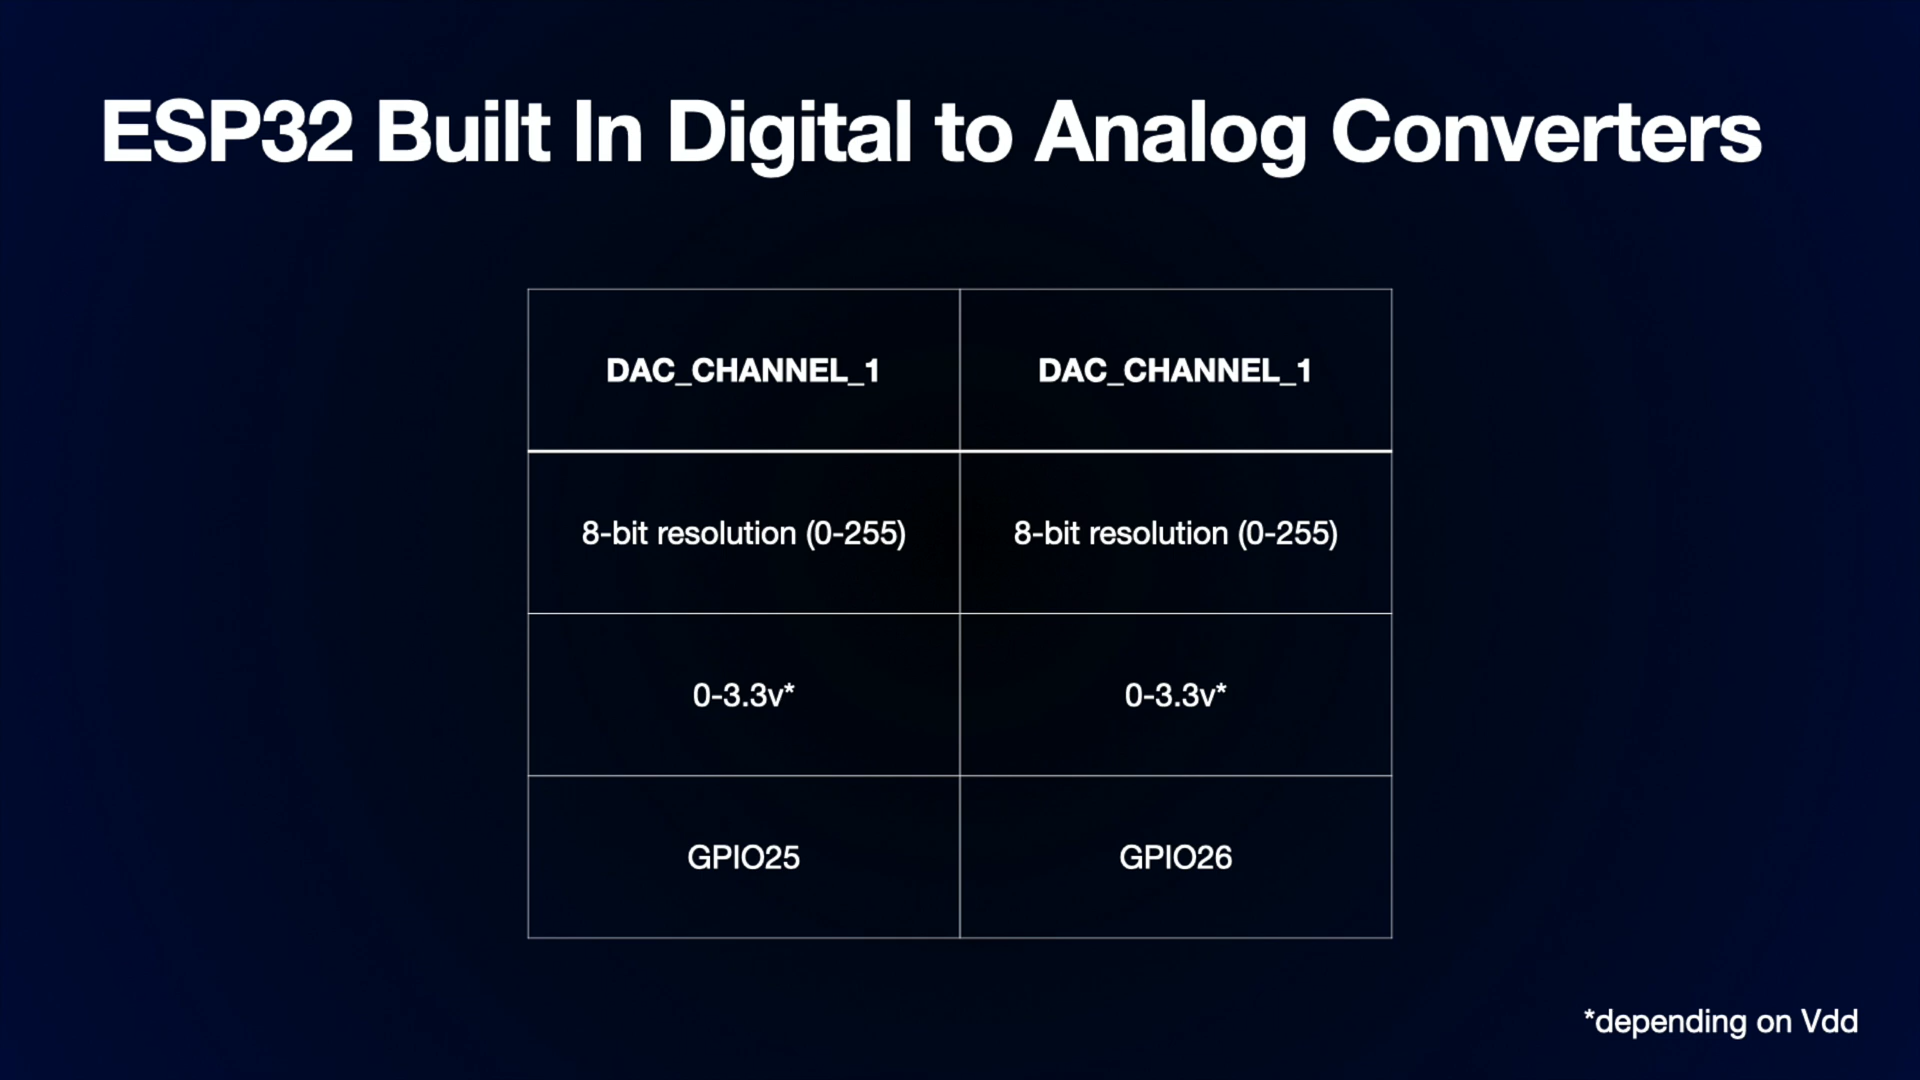 ESP32 Built In Digital to Analog Converters
DAC_CHANNEL_1 DAC_CHANNEL_1
8-bit resolution (0-255) 8-bit resolution (0-255)
0-3.3v* 0-3.3v*
GPIO25 GPIO26
*depending on Vdd